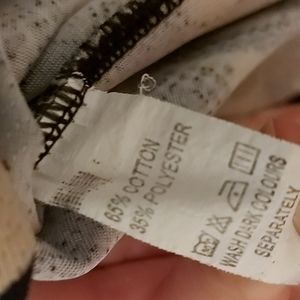 65% COTTON
35% POLYESTER
WASH DARK COLOURS
SEPARATELY